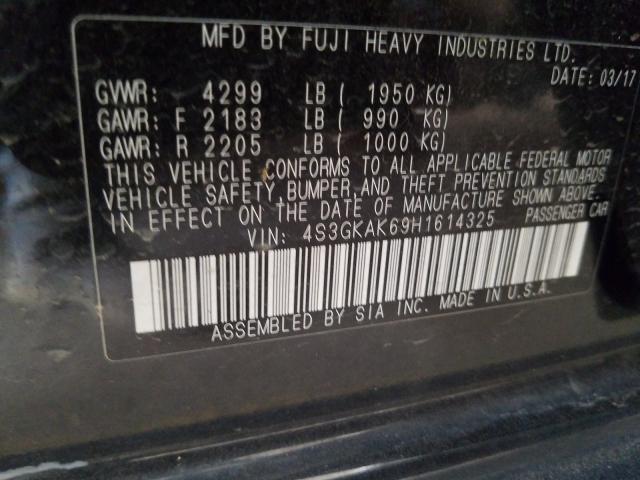 MFD BY FUJI HEAVY INDUSTRIES LTD.
DATE: 03/17
GVWR: 4299 LB ( 1950 KG)
GAWR: F 2183 LB ( 990 KG)
GAWR: R 2205 LB ( 1000 KG)
THIS VEHICLE CONFORMS TO ALL APPLICABLE FEDERAL MOTOR
VEHICLE SAFETY, BUMPER, AND THEFT PREVENTION STANDARDS
IN EFFECT ON THE DATE OF MANUFACTURE SHOWN ABOVE.
VIN: 4S3GKAK69H1614325 PASSENGER CAR
ASSEMBLED BY SIA INC. MADE IN U.S.A.